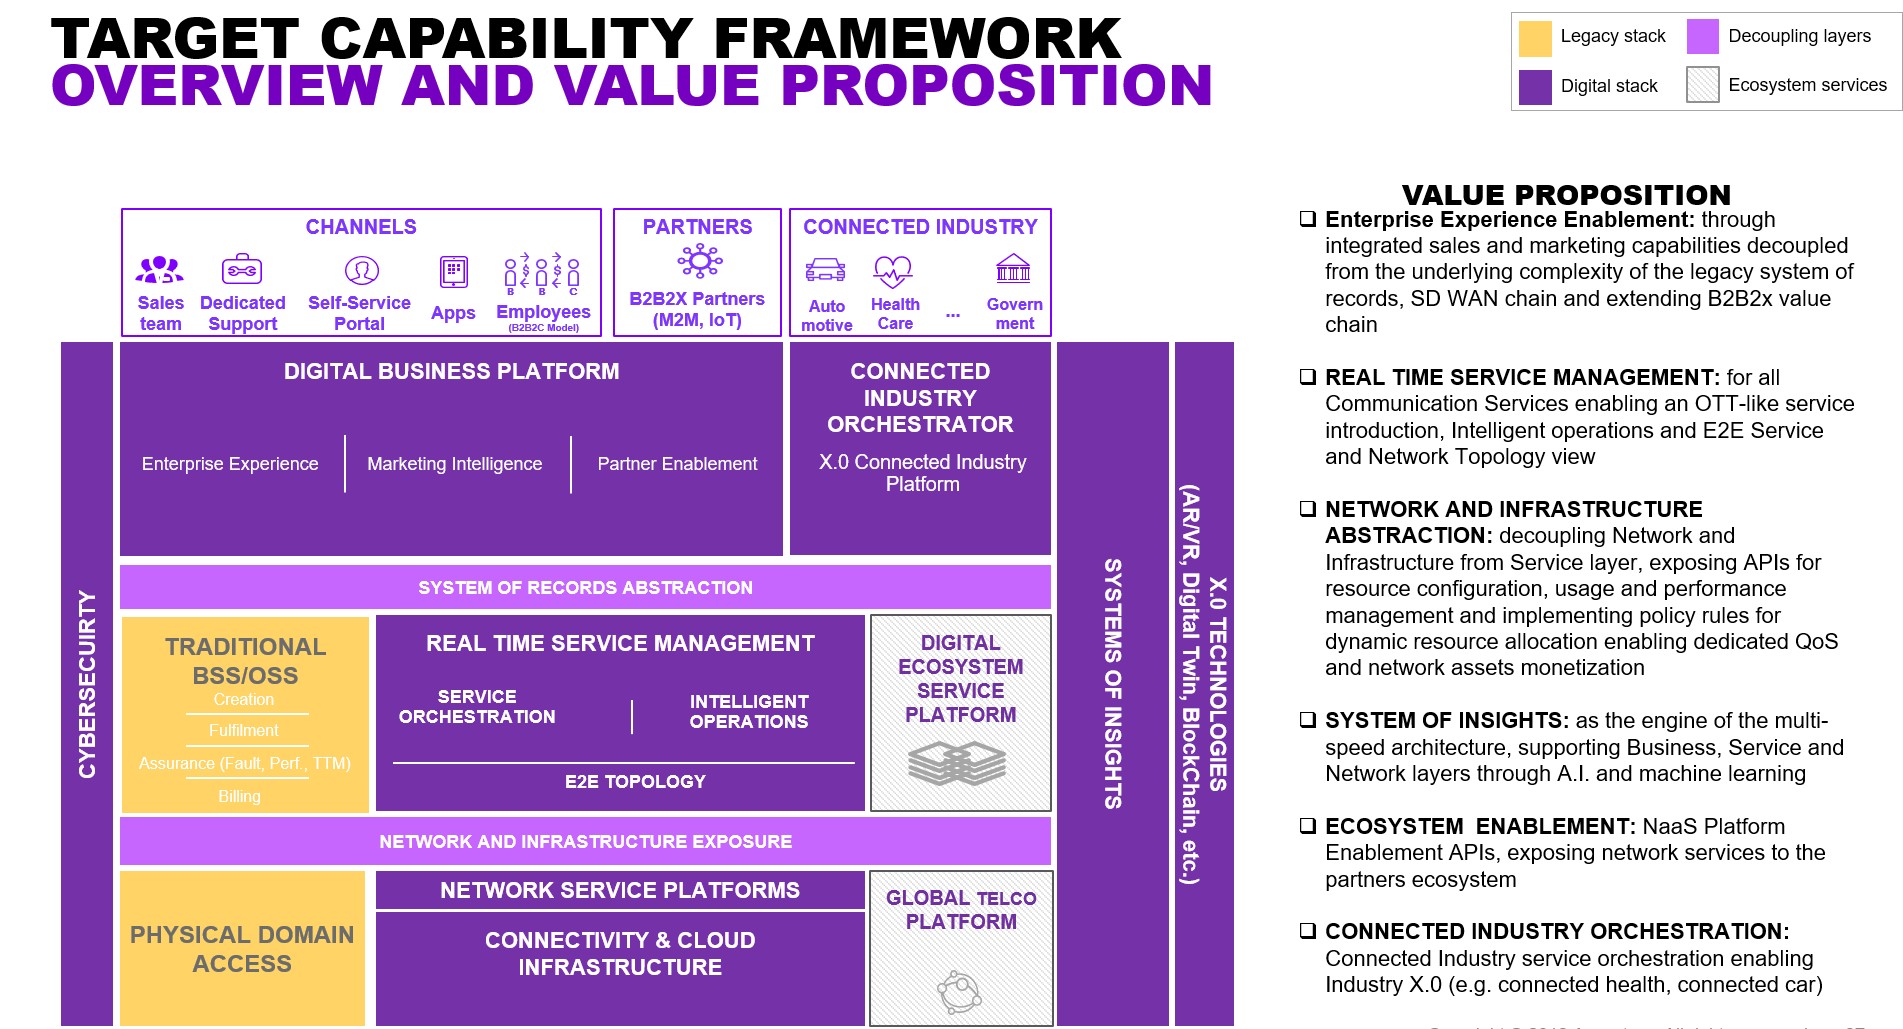 TARGET CAPABILITY FRAMEWORK
OVERVIEW AND VALUE PROPOSITION
Legacy stack
Decoupling layers
Digital stack
Ecosystem services
CHANNELS
Sales
team
Dedicated
Support
Self-Service
Portal
Apps
B B C
Employees
(B2B2C Model)
PARTNERS
B2B2X Partners
(M2M, IoT)
CONNECTED INDUSTRY
Auto
motive
Health
Care
...
Govern
ment
CYBERSECUIRTY
DIGITAL BUSINESS PLATFORM
Enterprise Experience
Marketing Intelligence
Partner Enablement
CONNECTED
INDUSTRY
ORCHESTRATOR
X.0 Connected Industry
Platform
SYSTEM OF RECORDS ABSTRACTION
TRADITIONAL
BSS/OSS
Creation
Fulfilment
Assurance (Fault, Perf., TTM)
Billing
REAL TIME SERVICE MANAGEMENT
SERVICE
ORCHESTRATION
INTELLIGENT
OPERATIONS
E2E TOPOLOGY
DIGITAL
ECOSYSTEM
SERVICE
PLATFORM
NETWORK AND INFRASTRUCTURE EXPOSURE
PHYSICAL DOMAIN
ACCESS
NETWORK SERVICE PLATFORMS
CONNECTIVITY & CLOUD
INFRASTRUCTURE
GLOBAL TELCO
PLATFORM
SYSTEMS OF INSIGHTS
X.0 TECHNOLOGIES
(AR/VR, Digital Twin, BlockChain, etc.)
VALUE PROPOSITION
Enterprise Experience Enablement: through
integrated sales and marketing capabilities decoupled
from the underlying complexity of the legacy system of
records, SD WAN chain and extending B2B2x value
chain
REAL TIME SERVICE MANAGEMENT: for all
Communication Services enabling an OTT-like service
introduction, Intelligent operations and E2E Service
and Network Topology view
NETWORK AND INFRASTRUCTURE
ABSTRACTION: decoupling Network and
Infrastructure from Service layer, exposing APIs for
resource configuration, usage and performance
management and implementing policy rules for
dynamic resource allocation enabling dedicated QoS
and network assets monetization
SYSTEM OF INSIGHTS: as the engine of the multi-
speed architecture, supporting Business, Service and
Network layers through A.I. and machine learning
ECOSYSTEM ENABLEMENT: NaaS Platform
Enablement APIs, exposing network services to the
partners ecosystem
CONNECTED INDUSTRY ORCHESTRATION:
Connected Industry service orchestration enabling
Industry X.0 (e.g. connected health, connected car)